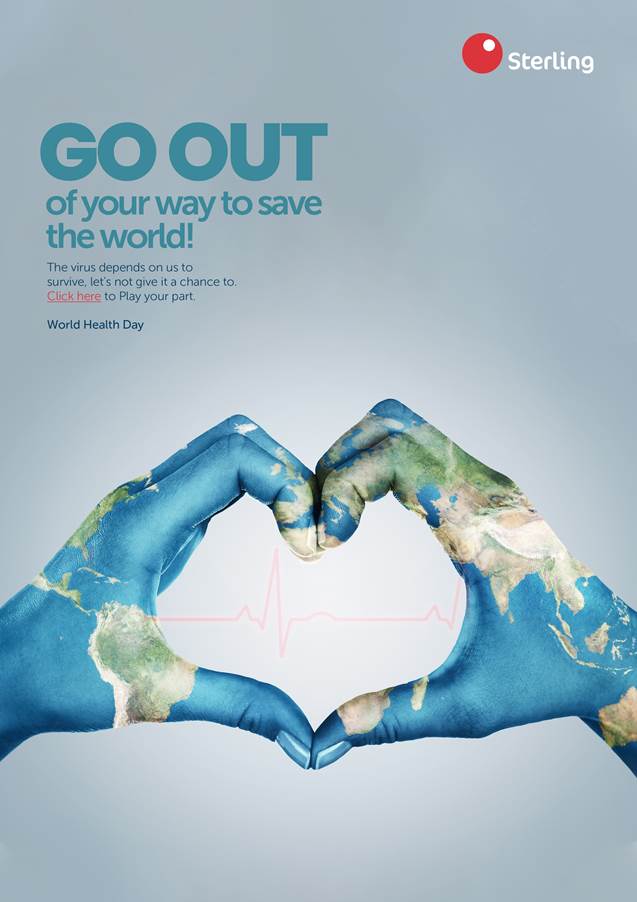 Sterling
GO OUT
of your way to save
the world!
The virus depends on us to
survive, let's not give it a chance to.
Click here to Play your part.
World Health Day